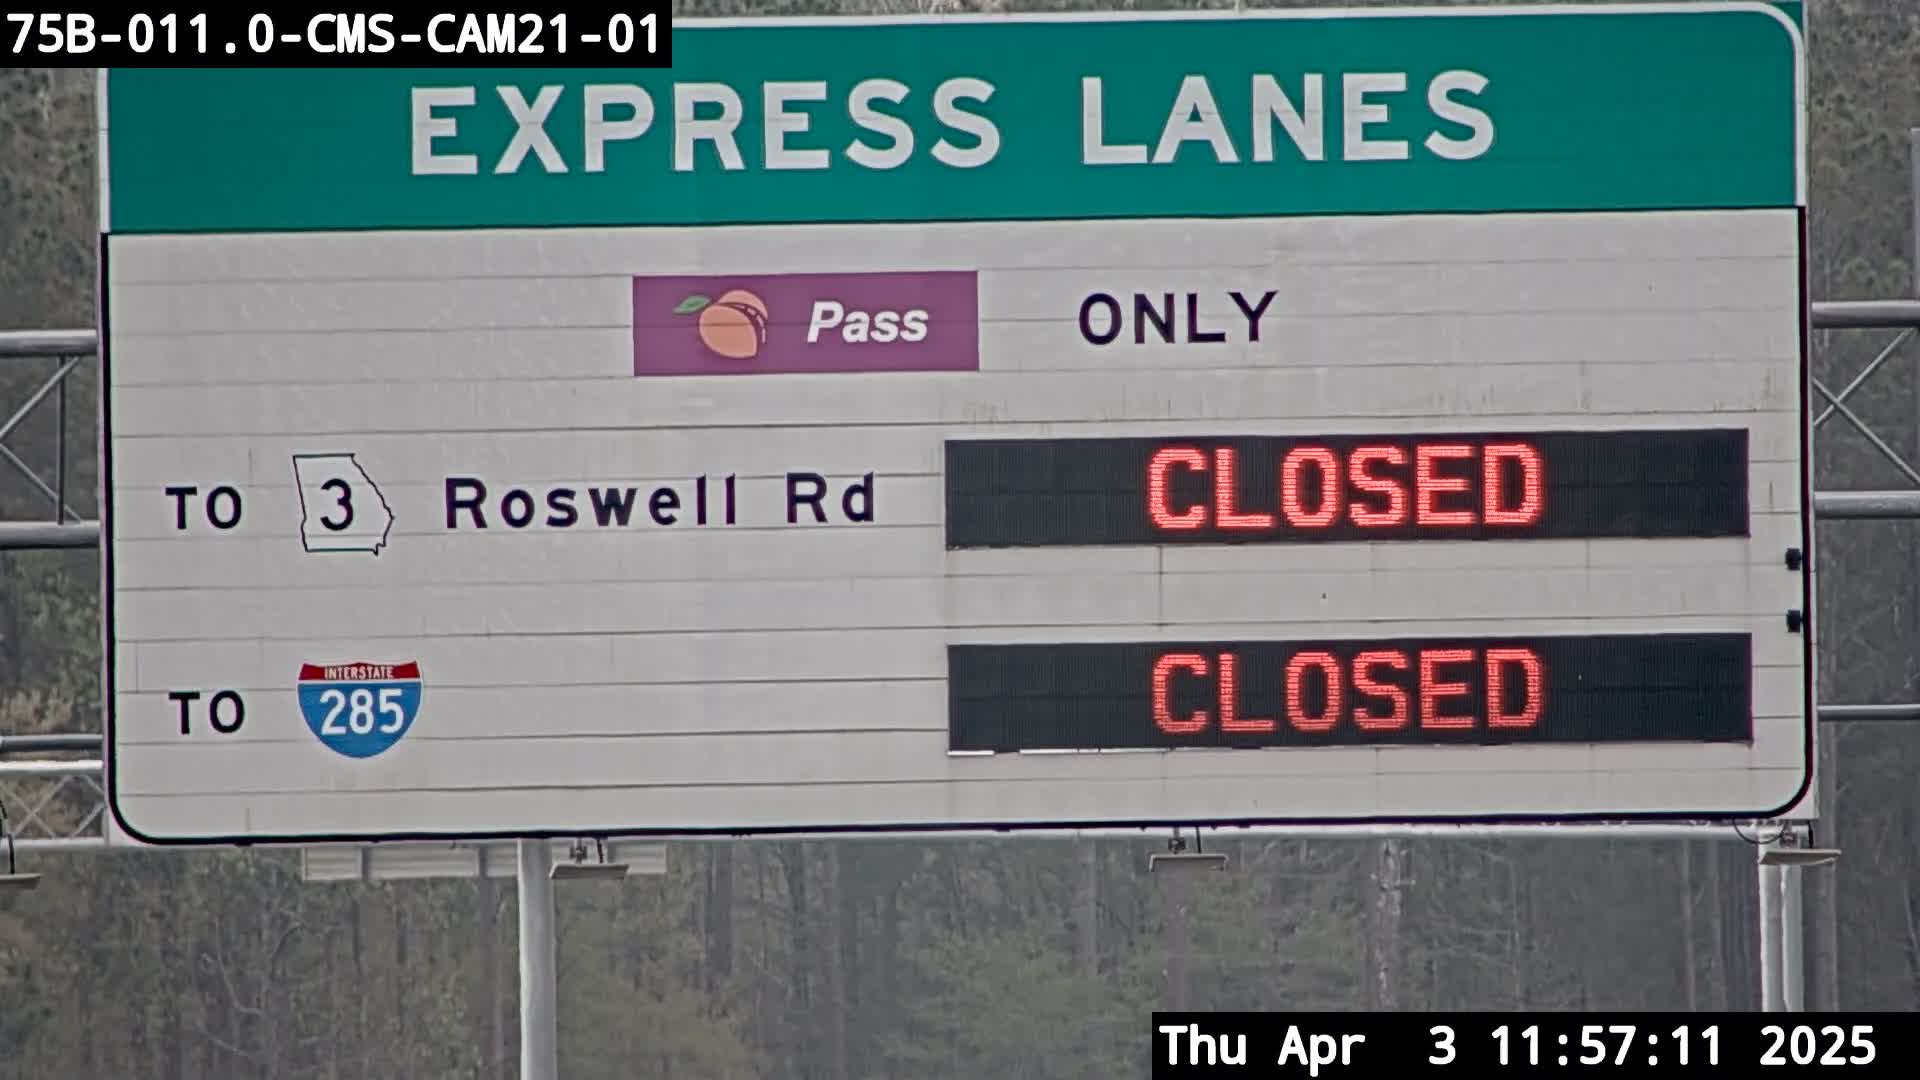 75B-011.0-CMS-CAM21-01
EXPRESS LANES
Pass ONLY
TO 3 Roswell Rd CLOSED
TO INTERSTATE 285 CLOSED
Thu Apr 3 11:57:11 2025